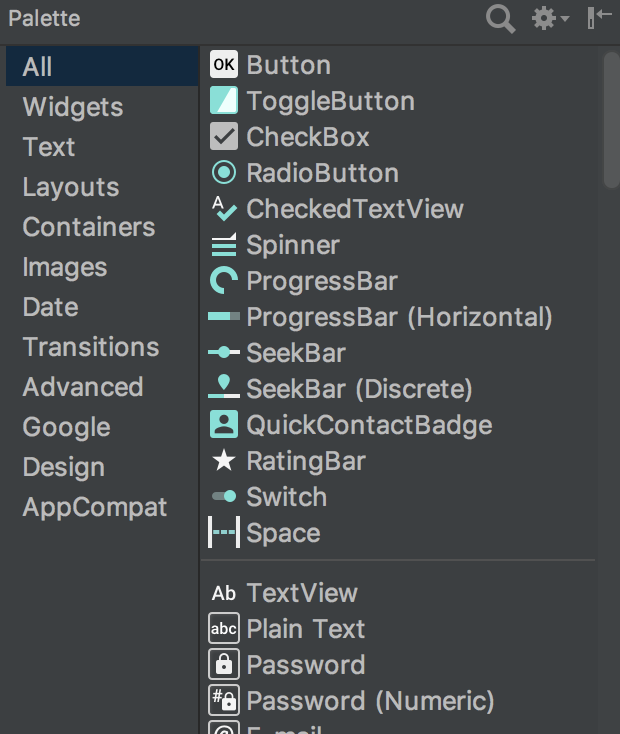 Palette
All
Widgets
Text
Layouts
Containers
Images
Date
Transitions
Advanced
Google
Design
AppCompat
OK Button
ToggleButton
CheckBox
RadioButton
A CheckedTextView
Spinner
ProgressBar
ProgressBar (Horizontal)
SeekBar
SeekBar (Discrete)
QuickContactBadge
RatingBar
Switch
Space
Ab TextView
abc Plain Text
Password
# Password (Numeric)
@ E-mail